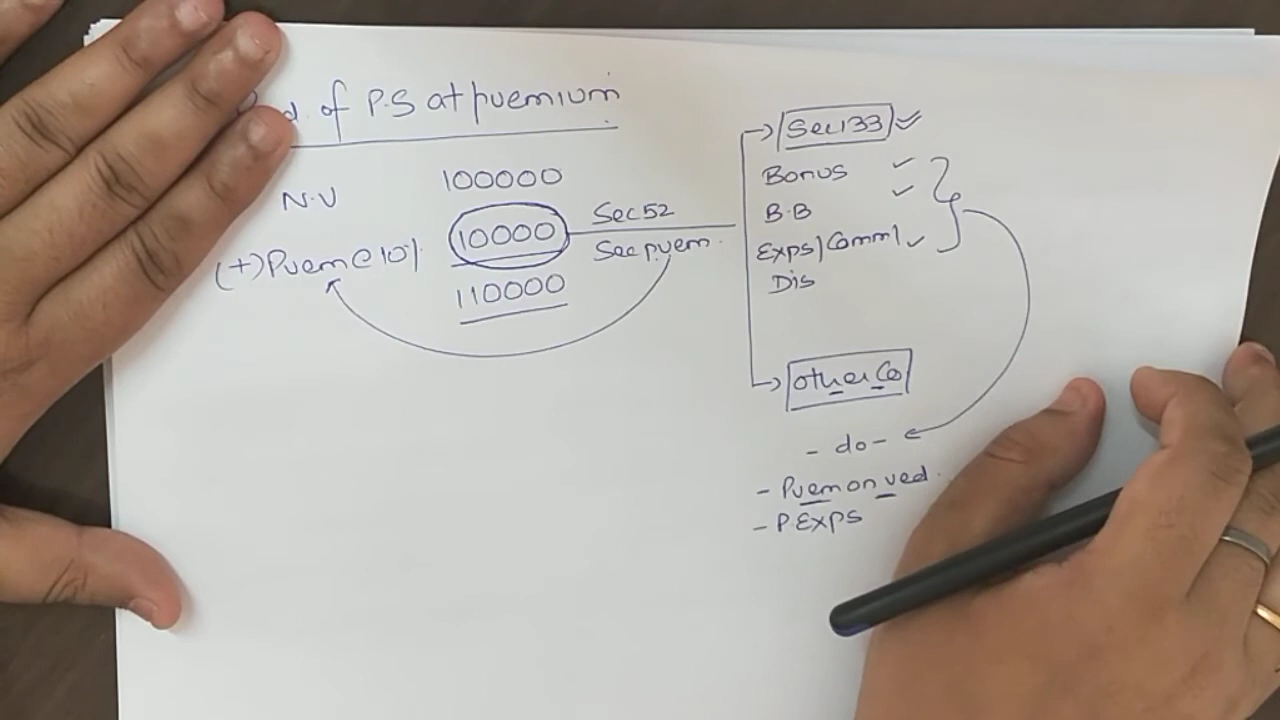 d. of P.S at premium
N.V 100000
(+) Prem @ 10% 10000
110000
Sec 52
Sec prem.
Sec 133
Bonus
B.B
Exps/Comm/
Dis
other Co
- do -
- Prem on red.
- P. Exps